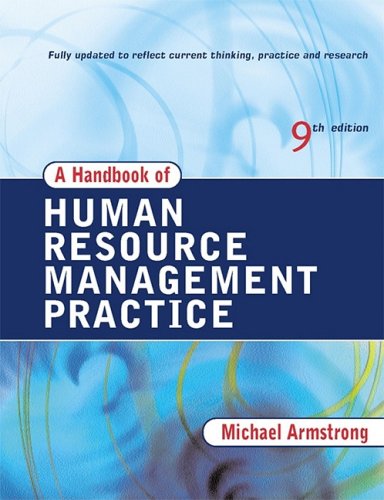 Fully updated to reflect current thinking, practice and research
9th edition
A Handbook of
HUMAN
RESOURCE
MANAGEMENT
PRACTICE
Michael Armstrong